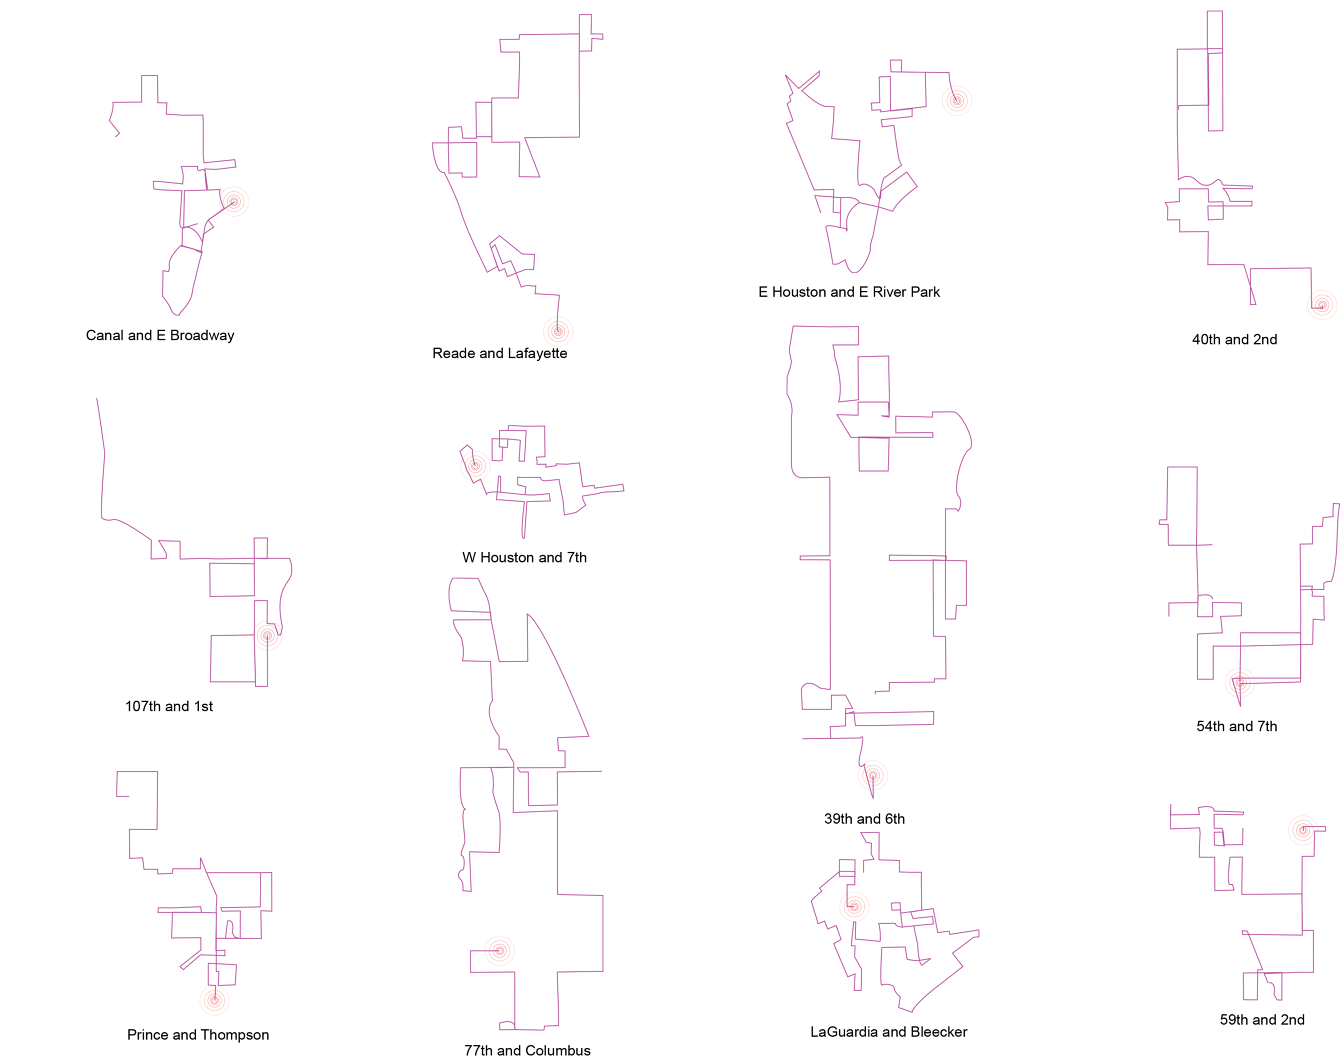 E Houston and E River Park
Canal and E Broadway
40th and 2nd
Reade and Lafayette
W Houston and 7th
107th and 1st
54th and 7th
39th and 6th
59th and 2nd
LaGuardia and Bleecker
Prince and Thompson
77th and Columbus